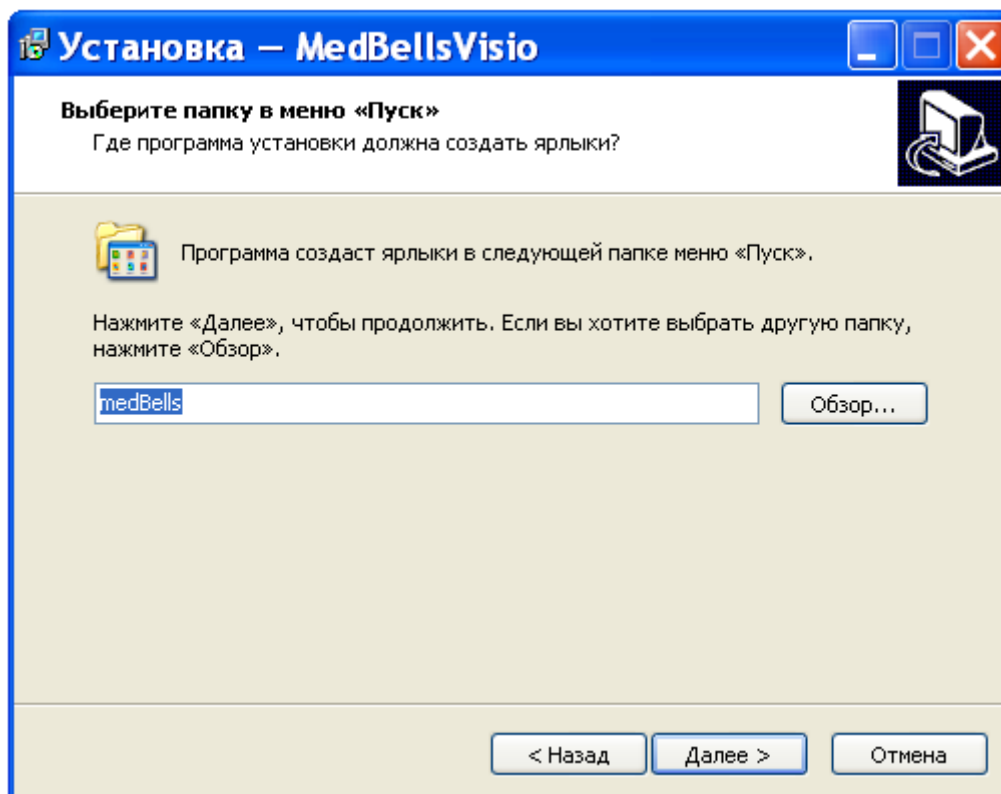 Установка — MedBellsVisio
Выберите папку в меню «Пуск»
Где программа установки должна создать ярлыки?
Программа создаст ярлыки в следующей папке меню «Пуск».
Нажмите «Далее», чтобы продолжить. Если вы хотите выбрать другую папку,
нажмите «Обзор».
medBells
Обзор...
< Назад
Далее >
Отмена